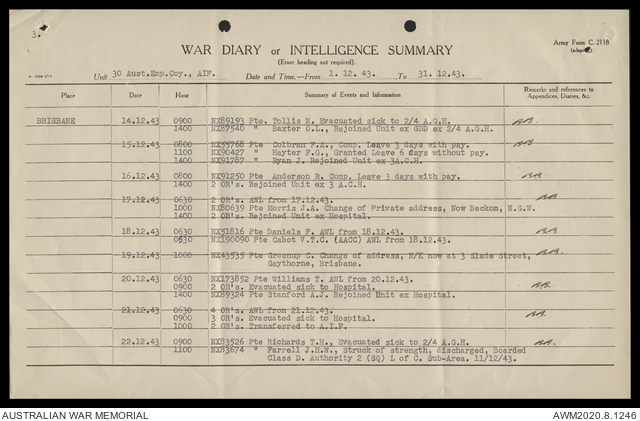 3.
WAR DIARY or INTELLIGENCE SUMMARY
(Erase heading not required).
Army Form C. 2118
Unit 30 Aust.Emp.Coy., AIF. Date and Time.—From 1. 12. 43. To 31. 12.43.
Place Date Hour Summary of Events and Information Remarks and references to Appendices, Diaries, &c.
BRISBANE 14.12.43 0900 NX89193 Pte. Tollis N. Evacuated sick to 2/4 A.G.H.
1400 NX87540 " Baxter O.L., Rejoined Unit ex GDD ex 2/4 A.G.H.
15.12.43 0800 NX55768 Pte Colbran F.A., Comp. Leave 3 days with pay.
1100 NX90427 " Hayter F.G., Granted Leave 6 days without pay.
1400 NX91787 " Ryan J. Rejoined Unit ex 3A.C.H.
16.12.43 0800 NX91250 Pte Anderson R. Comp. Leave 3 days with pay.
1400 2 OR's. Rejoined Unit ex 3 A.C.H.
17.12.43 0630 2 OR's. AWL from 17.12.43.
1000 NX80639 Pte Morris J.A. Change of Private address, Now Beckom, N.S.W.
1400 2 OR's. Rejoined Unit ex Hospital.
18.12.43 0630 NX51816 Pte Daniels F. AWL from 18.12.43.
0630 NX190090 Pte Cabot V.T.C. (AACC) AWL from 18.12.43.
19.12.43 1000 NX43535 Pte Greenup C. Change of address, N/K now at 3 Slade Street,
Gaythorne, Brisbane.
20.12.43 0630 NX173852 Pte Williams T. AWL from 20.12.43.
0900 2 OR's. Evacuated sick to Hospital.
1400 NX89324 Pte Stanford A.J. Rejoined Unit ex Hospital.
21.12.43 0630 4 OR's. AWL from 21.12.43.
0900 3 OR's. Evacuated sick to Hospital.
1000 2 OR's. Transferred to A.I.F.
22.12.43 0900 NX83526 Pte Richards T.H., Evacuated sick to 2/4 A.G.H.
1100 NX83674 " Farrell J.H.W., Struck of strength, discharged, Boarded
Class D. Authority 2 (SQ) L of C. Sub-Area. 11/12/43.
AUSTRALIAN WAR MEMORIAL
AWM2020.8.1246